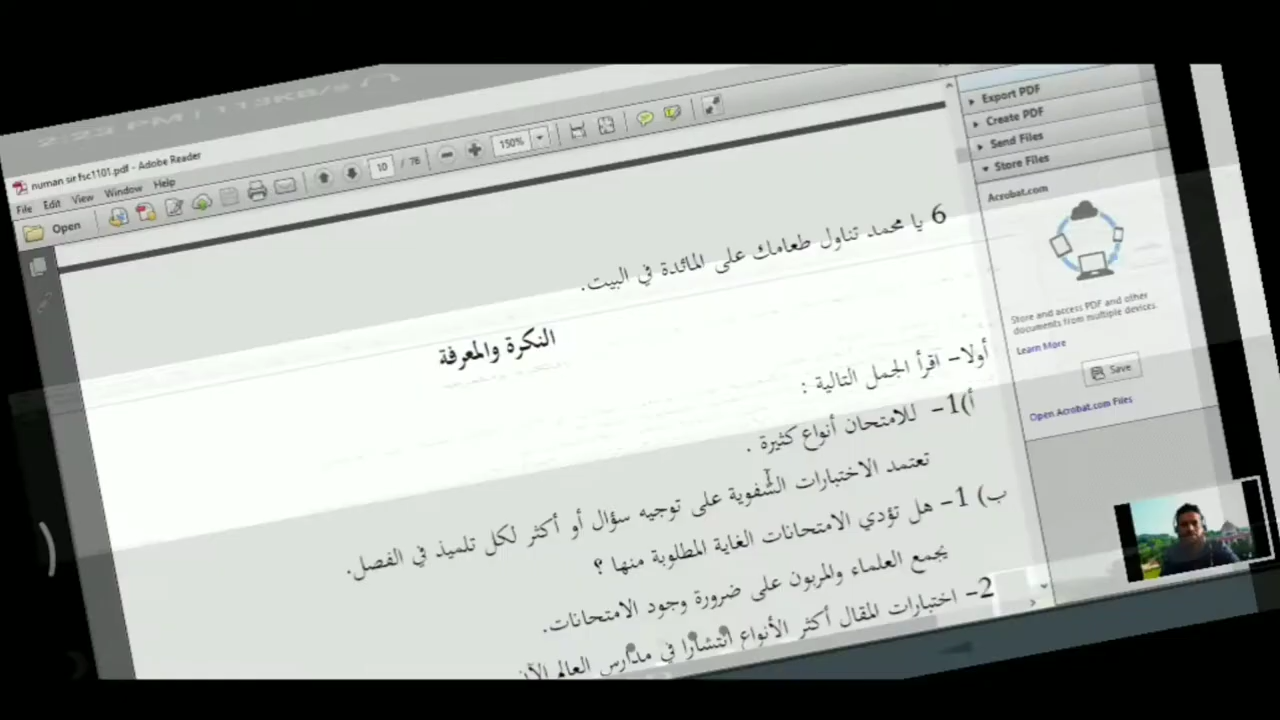 2:23 PM | 113KB/s
numan sir fsc1101.pdf - Adobe Reader
File Edit View Window Help
Open
10 / 76
150%
6 يا محمد تناول طعامك على المائدة في البيت.
النكرة والمعرفة
أولا- اقرأ الجمل التالية :
أ)1- للامتحان أنواع كثيرة .
تعتمد الاختبارات الشفوية على توجيه سؤال أو أكثر لكل تلميذ في الفصل.
ب) 1- هل تؤدي الامتحانات الغاية المطلوبة منها ؟
يجمع العلماء والمربون على ضرورة وجود الامتحانات.
2- اختبارات المقال أكثر الأنواع انتشارا في مدارس العالم الآن
Export PDF
Create PDF
Send Files
Store Files
Acrobat.com
Store and access PDF and other
documents from multiple devices.
Learn More
Save
Open Acrobat.com Files